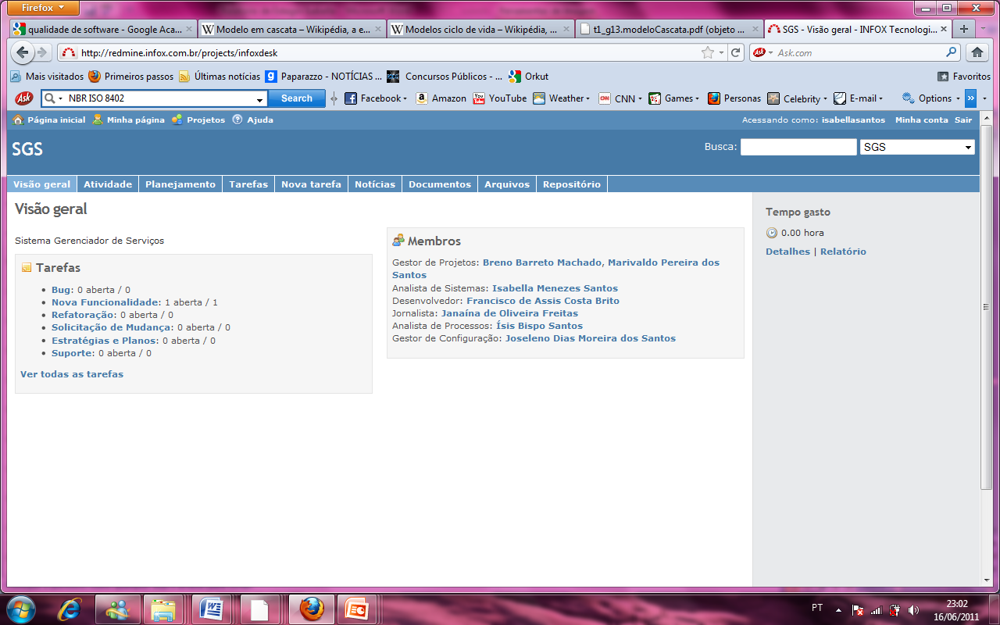 Firefox
qualidade de software - Google Aca...
Modelo em cascata – Wikipédia, a e...
Modelos ciclo de vida – Wikipédia, ...
t1_g13.modeloCascata.pdf (objeto ...
SGS - Visão geral - INFOX Tecnologi...
http://redmine.infox.com.br/projects/infoxdesk
Ask Ask.com
Mais visitados Primeiros passos Últimas notícias Paparazzo - NOTÍCIAS ... Concursos Públicos - ... Orkut Favoritos
Ask NBR ISO 8402 Search Facebook Amazon YouTube Weather CNN Games Personas Celebrity E-mail Options »
Página inicial Minha página Projetos Ajuda Acessando como: isabellasantos Minha conta Sair
SGS Busca: SGS
Visão geral Atividade Planejamento Tarefas Nova tarefa Notícias Documentos Arquivos Repositório
Visão geral
Sistema Gerenciador de Serviços
Tarefas
Bug: 0 aberta / 0
Nova Funcionalidade: 1 aberta / 1
Refatoração: 0 aberta / 0
Solicitação de Mudança: 0 aberta / 0
Estratégias e Planos: 0 aberta / 0
Suporte: 0 aberta / 0
Ver todas as tarefas
Membros
Gestor de Projetos: Breno Barreto Machado, Marivaldo Pereira dos
Santos
Analista de Sistemas: Isabella Menezes Santos
Desenvolvedor: Francisco de Assis Costa Brito
Jornalista: Janaína de Oliveira Freitas
Analista de Processos: Ísis Bispo Santos
Gestor de Configuração: Joseleno Dias Moreira dos Santos
Tempo gasto
0.00 hora
Detalhes | Relatório
PT
23:02
16/06/2011